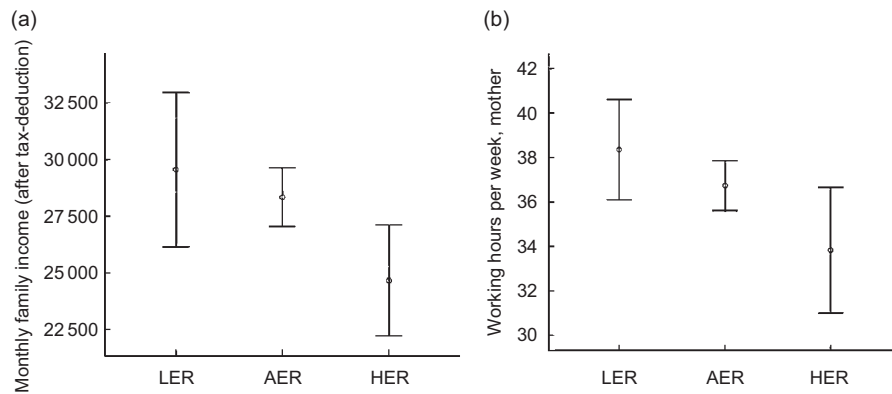 (a)
Monthly family income (after tax-deduction)
32 500
30 000
27 500
25 000
22 500
LER AER HER
(b)
Working hours per week, mother
42
40
38
36
34
32
30
LER AER HER